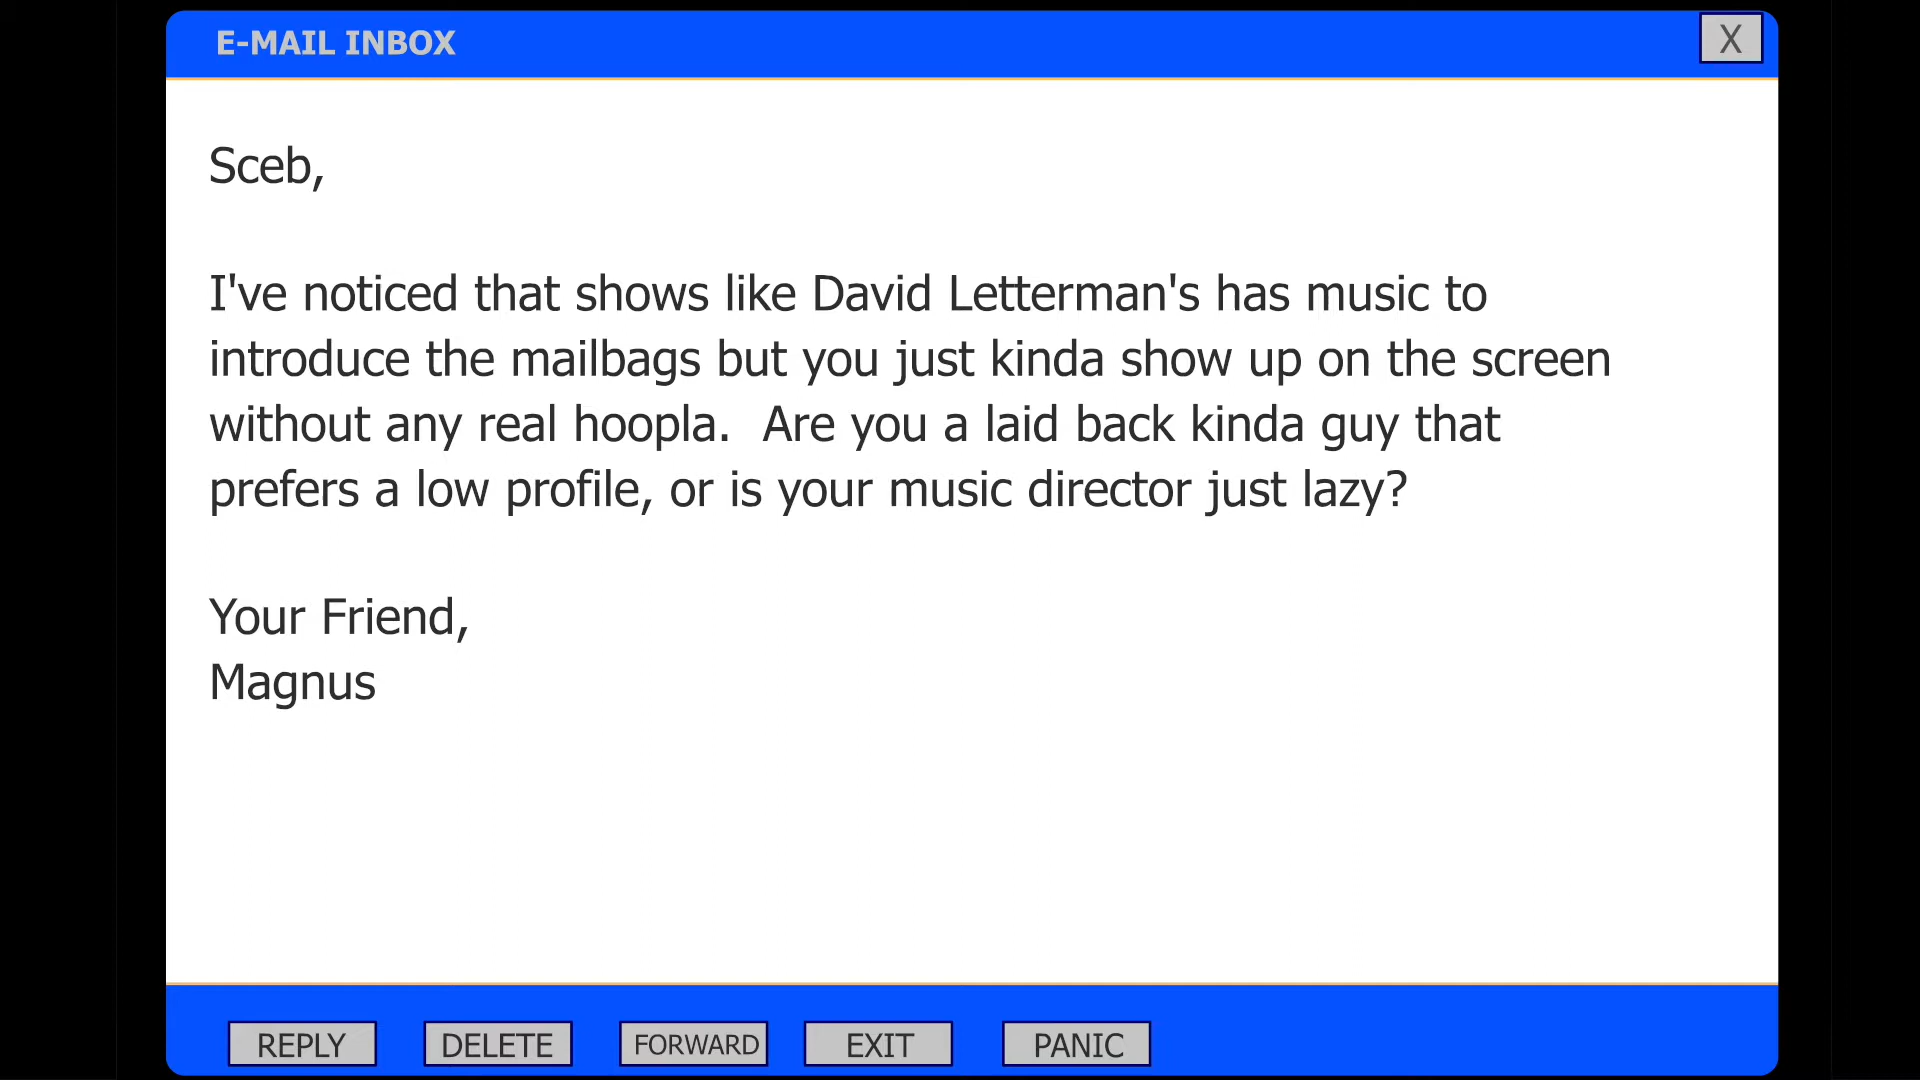 E-MAIL INBOX
X
Sceb,
I've noticed that shows like David Letterman's has music to
introduce the mailbags but you just kinda show up on the screen
without any real hoopla.  Are you a laid back kinda guy that
prefers a low profile, or is your music director just lazy?
Your Friend,
Magnus
REPLY DELETE FORWARD EXIT PANIC